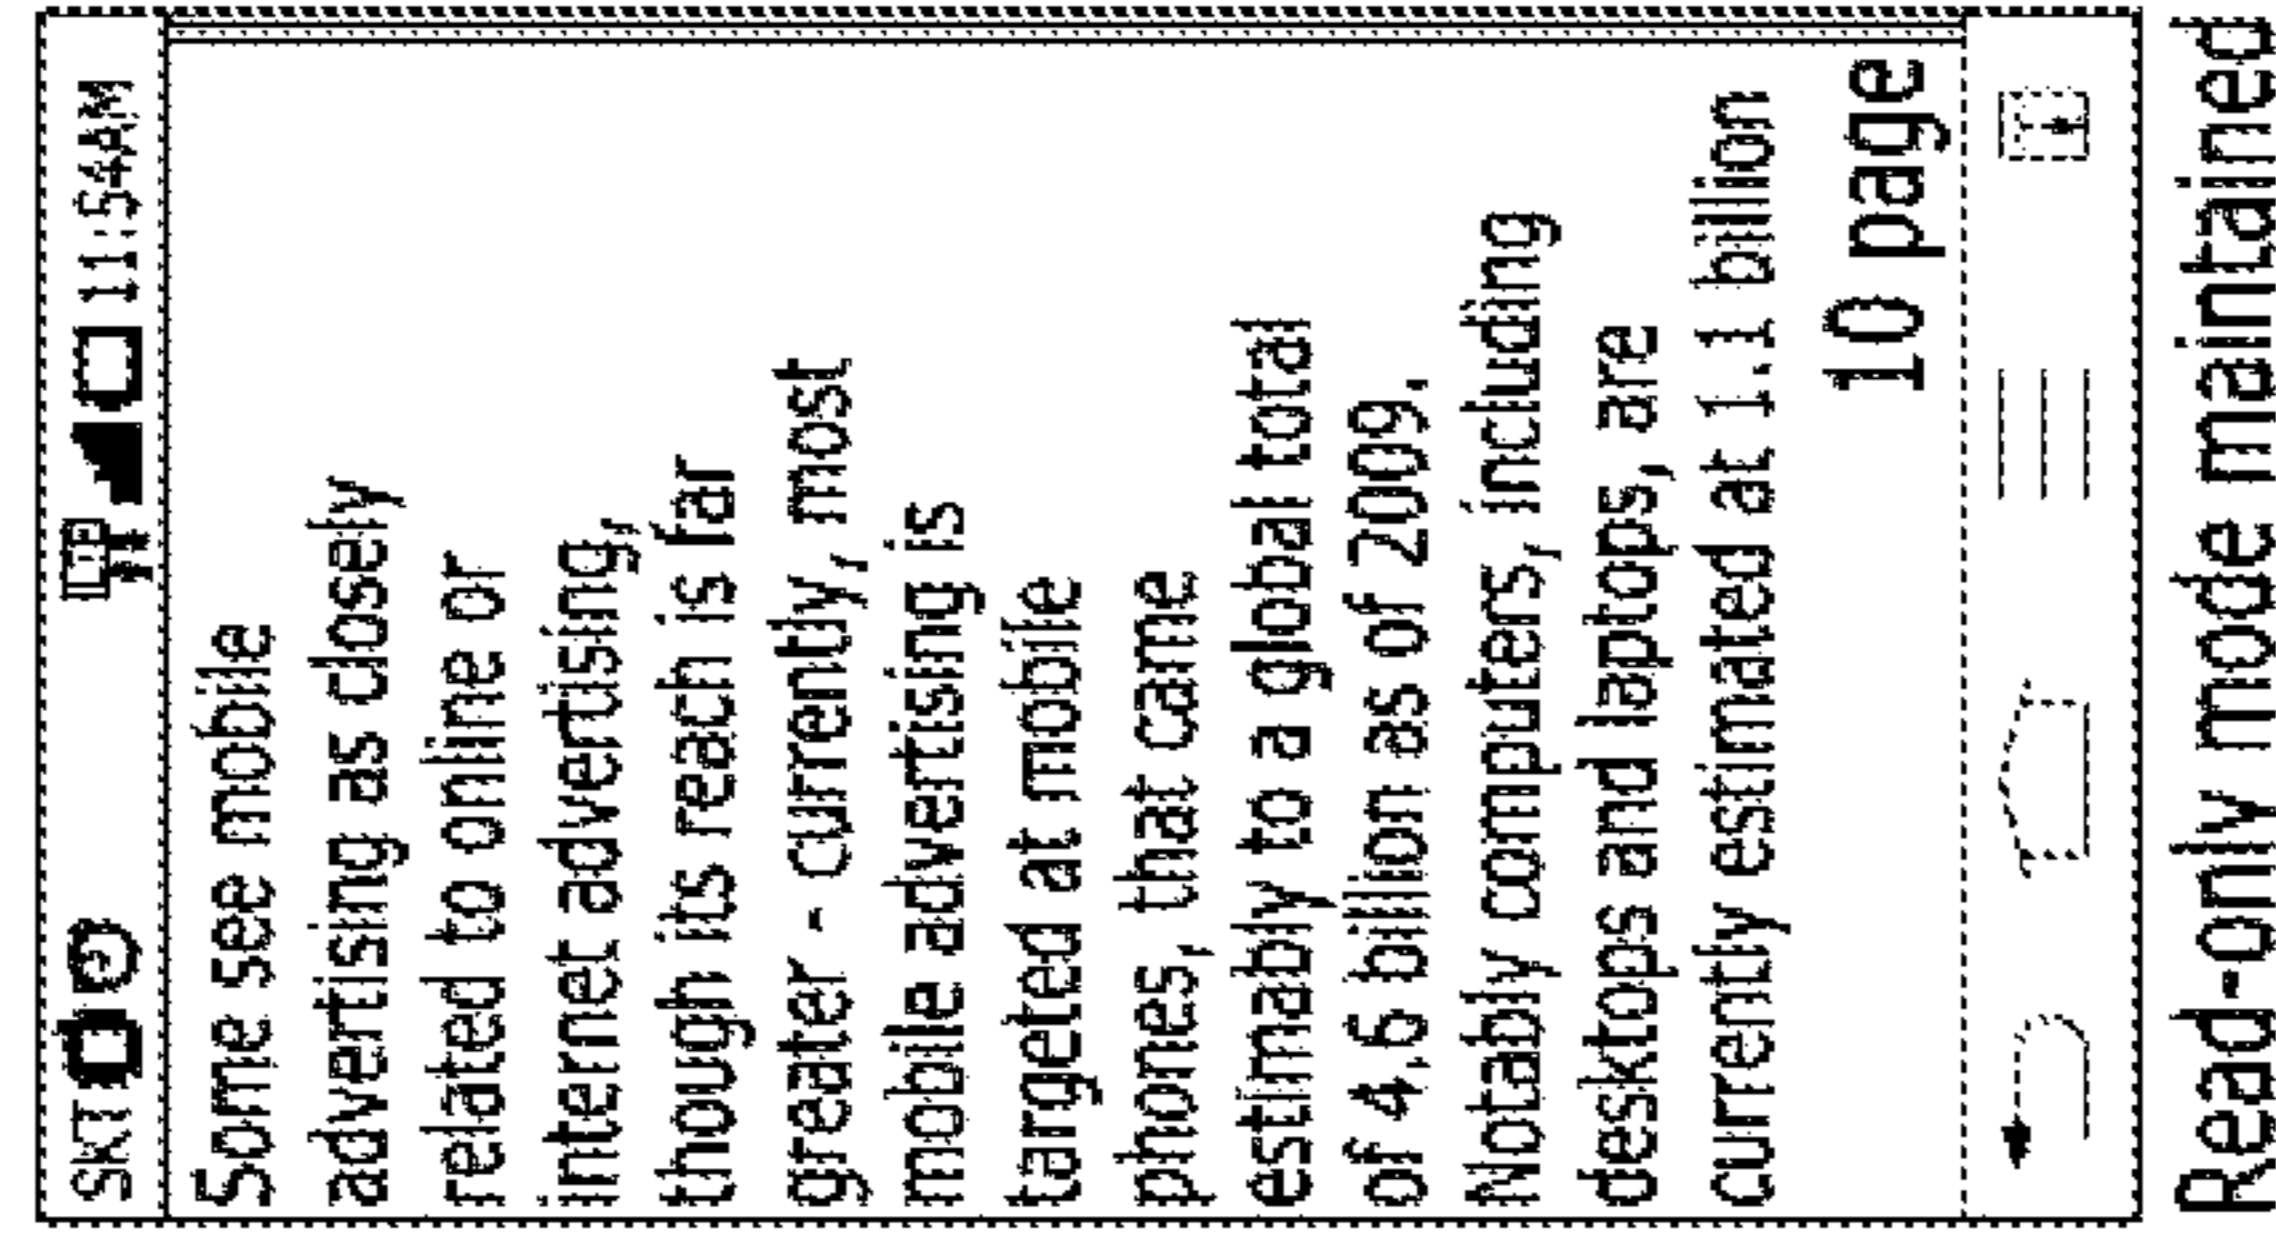 SKT LTE 11:54AM
Some see mobile
advertising as closely
related to online or
internet advertising,
though its reach is far
greater - currently, most
mobile advertising is
targeted at mobile
phones, that came
estimably to a global total
of 4.6 billion as of 2009.
Notably computers, including
desktops and laptops, are
currently estimated at 1.1 billion
10 page
Read-only mode maintained